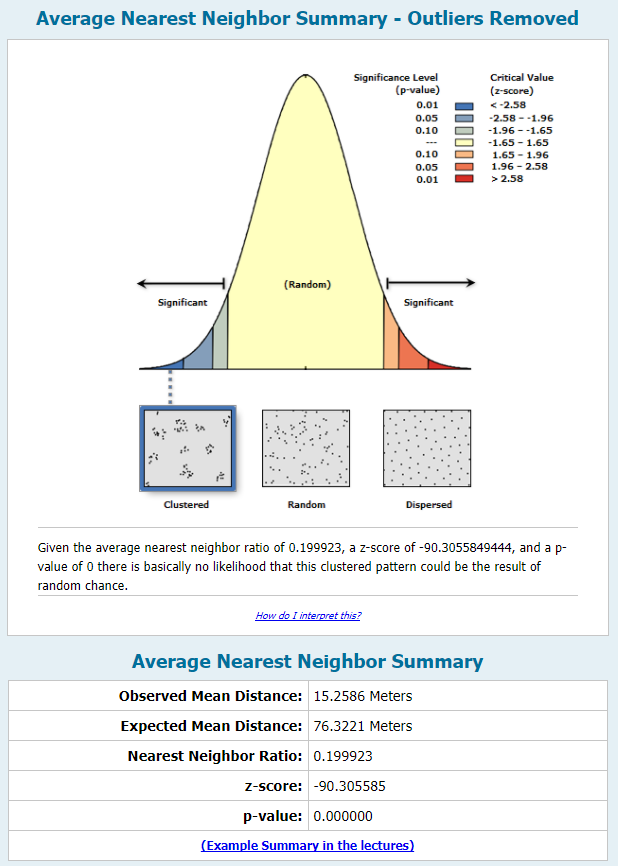 Average Nearest Neighbor Summary - Outliers Removed
Significance Level (p-value)
Critical Value (z-score)
0.01 < -2.58
0.05 -2.58 – -1.96
0.10 -1.96 – -1.65
--- -1.65 – 1.65
0.10 1.65 – 1.96
0.05 1.96 – 2.58
0.01 > 2.58
(Random)
Significant
Significant
Clustered
Random
Dispersed
Given the average nearest neighbor ratio of 0.199923, a z-score of -90.3055849444, and a p-
value of 0 there is basically no likelihood that this clustered pattern could be the result of
random chance.
How do I interpret this?
Average Nearest Neighbor Summary
Observed Mean Distance: 15.2586 Meters
Expected Mean Distance: 76.3221 Meters
Nearest Neighbor Ratio: 0.199923
z-score: -90.305585
p-value: 0.000000
(Example Summary in the lectures)